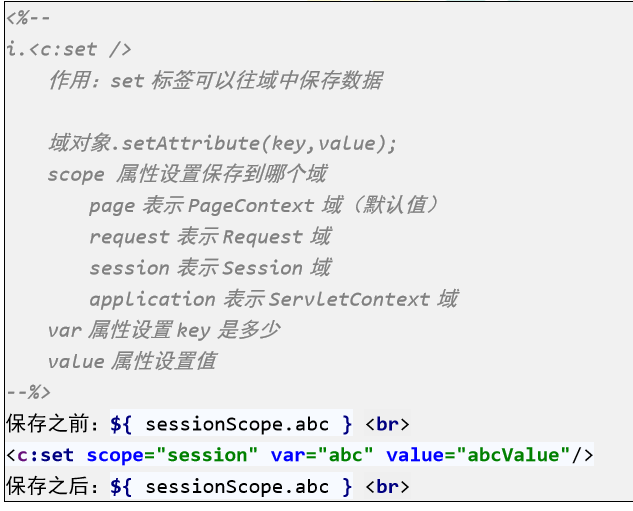 <%--
i.<c:set />
作用：set 标签可以往域中保存数据
域对象.setAttribute(key,value);
scope 属性设置保存到哪个域
page 表示 PageContext 域（默认值）
request 表示 Request 域
session 表示 Session 域
application 表示 ServletContext 域
var 属性设置 key 是多少
value 属性设置值
--%>
保存之前：${ sessionScope.abc } <br>
<c:set scope="session" var="abc" value="abcValue"/>
保存之后：${ sessionScope.abc } <br>